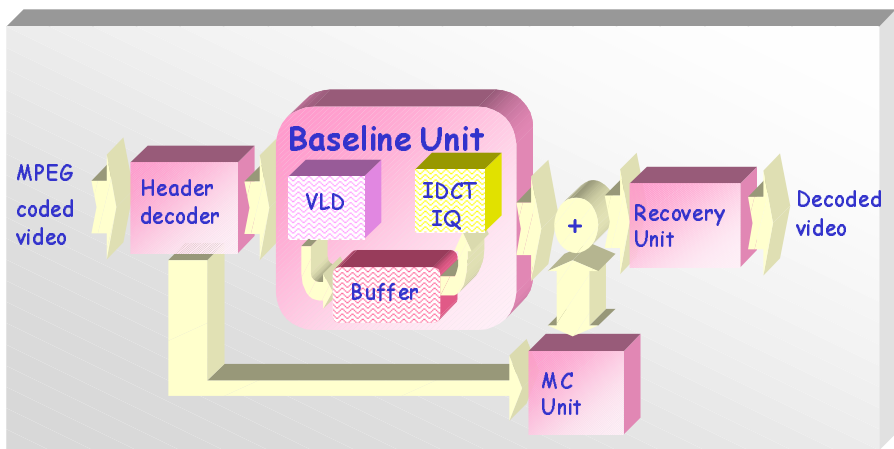 MPEG
coded
video
Header
decoder
Baseline Unit
VLD
IDCT
IQ
Buffer
+
Recovery
Unit
Decoded
video
MC
Unit